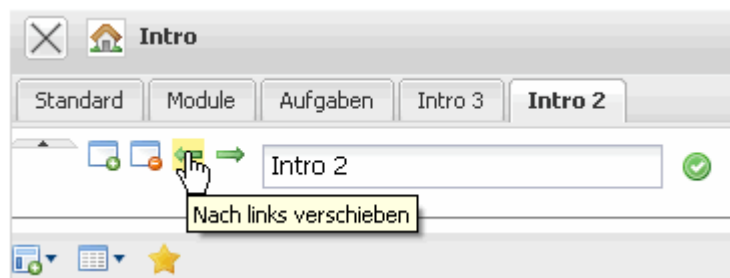 Intro
Standard Module Aufgaben Intro 3 Intro 2
Intro 2
Nach links verschieben